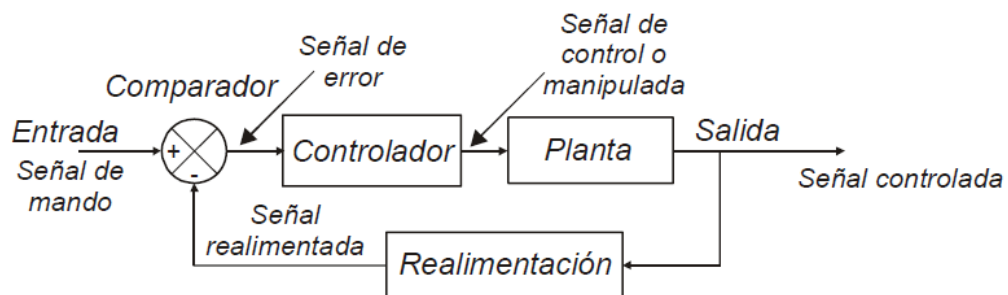 Señal de
error
Señal de
control o
manipulada
Comparador
Entrada
Señal de
mando
+
-
Controlador
Planta
Salida
Señal controlada
Señal
realimentada
Realimentación